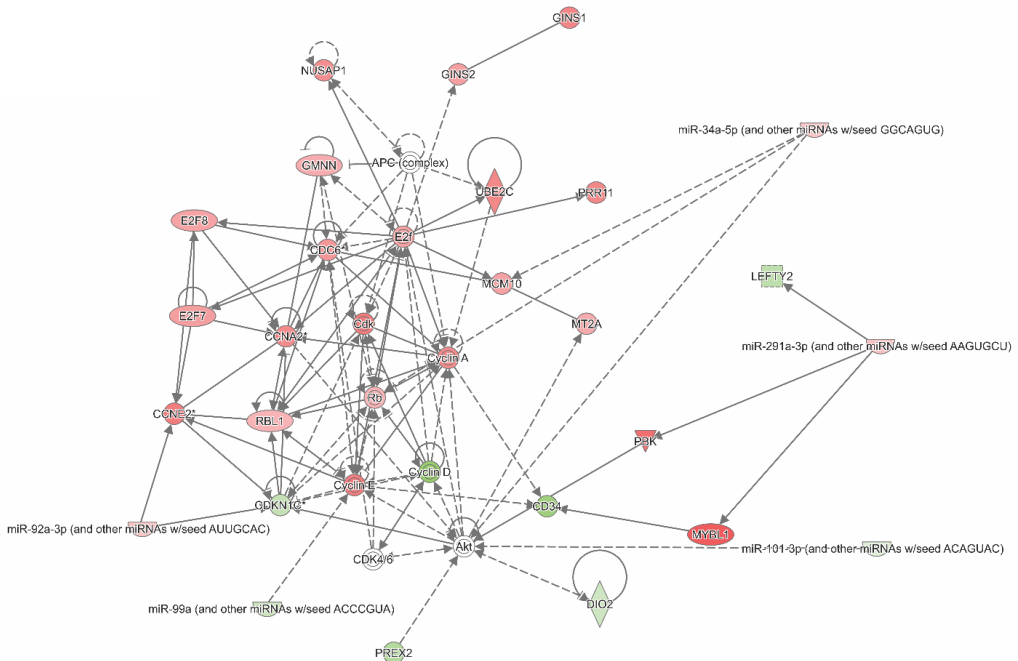 GINS1
NUSAP1
GINS2
miR-34a-5p (and other miRNAs w/seed GGCAGUG)
APC (complex)
GMNN
UBE2C
PRR11
E2F8
E2f
CDC6*
LEFTY2
MCM10
E2F7
MT2A
Cdk
CCNA2*
miR-291a-3p (and other miRNAs w/seed AAGUGCU)
Cyclin A
Rb
CCNE2*
RBL1
PBK
Cyclin D
Cyclin E
CDKN1C*
CD34
miR-92a-3p (and other miRNAs w/seed AUUGCAC)
MYBL1
Akt
miR-101-3p (and other miRNAs w/seed ACAGUAC)
CDK4/6
DIO2
miR-99a (and other miRNAs w/seed ACCCGUA)
PREX2